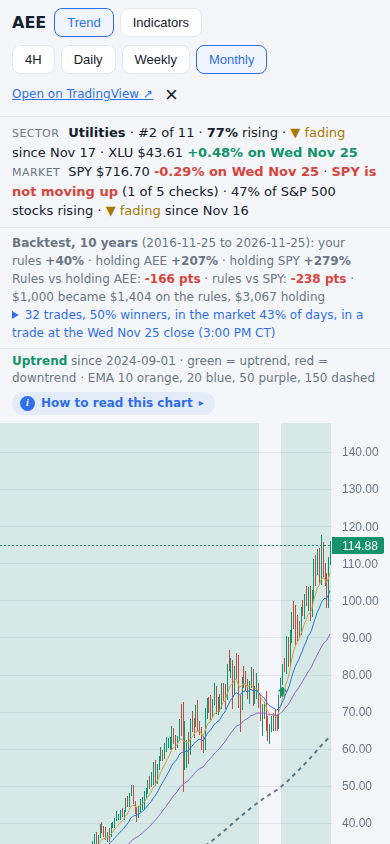 AEE Trend Indicators
4H Daily Weekly Monthly
Open on TradingView ↗ ✕
SECTOR Utilities · #2 of 11 · 77% rising · ▼ fading
since Nov 17 · XLU $43.61 +0.48% on Wed Nov 25
MARKET SPY $716.70 -0.29% on Wed Nov 25 · SPY is
not moving up (1 of 5 checks) · 47% of S&P 500
stocks rising · ▼ fading since Nov 16
Backtest, 10 years (2016-11-25 to 2026-11-25): your
rules +40% · holding AEE +207% · holding SPY +279%
Rules vs holding AEE: -166 pts · rules vs SPY: -238 pts ·
$1,000 became $1,404 on the rules, $3,067 holding
▶ 32 trades, 50% winners, in the market 43% of days, in a
trade at the Wed Nov 25 close (3:00 PM CT)
Uptrend since 2024-09-01 · green = uptrend, red =
downtrend · EMA 10 orange, 20 blue, 50 purple, 150 dashed
i How to read this chart ▸
140.00
130.00
120.00
114.88
110.00
100.00
90.00
80.00
70.00
60.00
50.00
40.00